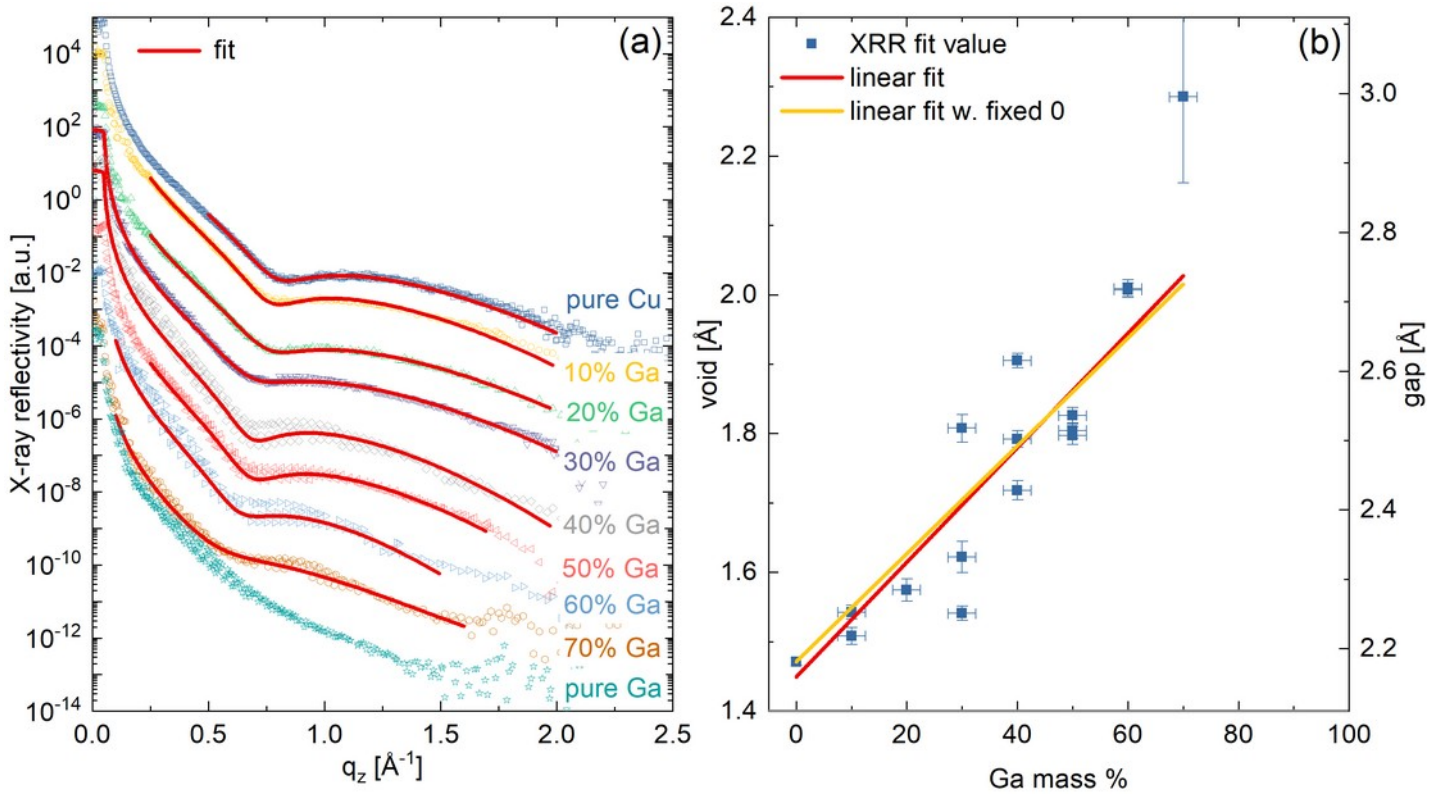 (a)
fit
X-ray reflectivity [a.u.]
10^4
10^2
10^0
10^-2
10^-4
10^-6
10^-8
10^-10
10^-12
10^-14
pure Cu
10% Ga
20% Ga
30% Ga
40% Ga
50% Ga
60% Ga
70% Ga
pure Ga
0.0 0.5 1.0 1.5 2.0 2.5
q_z [Å^-1]
(b)
XRR fit value
linear fit
linear fit w. fixed 0
void [Å]
2.4
2.2
2.0
1.8
1.6
1.4
gap [Å]
3.0
2.8
2.6
2.4
2.2
0 20 40 60 80 100
Ga mass %